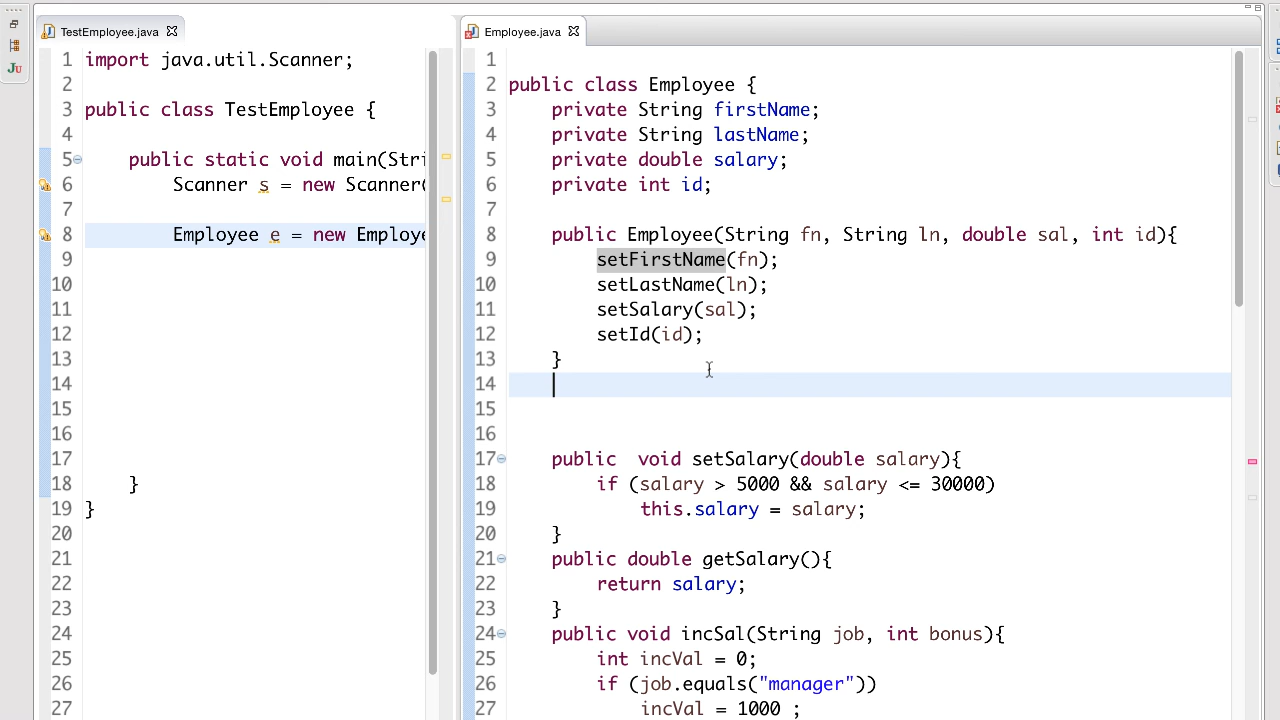 TestEmployee.java
1 import java.util.Scanner;
2
3 public class TestEmployee {
4
5 public static void main(Stri
6 Scanner s = new Scanner(
7
8 Employee e = new Employe
9
10
11
12
13
14
15
16
17
18 }
19 }
20
21
22
23
24
25
26
27
Employee.java
1
2 public class Employee {
3 private String firstName;
4 private String lastName;
5 private double salary;
6 private int id;
7
8 public Employee(String fn, String ln, double sal, int id){
9 setFirstName(fn);
10 setLastName(ln);
11 setSalary(sal);
12 setId(id);
13 }
14
15
16
17 public  void setSalary(double salary){
18 if (salary > 5000 && salary <= 30000)
19 this.salary = salary;
20 }
21 public double getSalary(){
22 return salary;
23 }
24 public void incSal(String job, int bonus){
25 int incVal = 0;
26 if (job.equals("manager"))
27 incVal = 1000 ;
JU